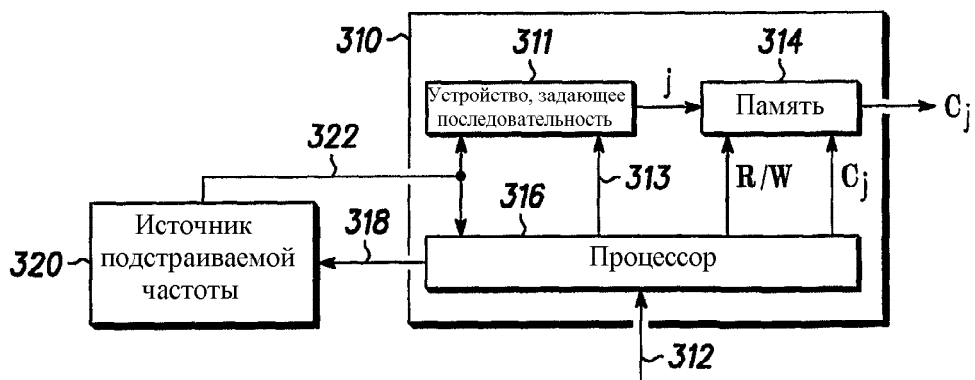 310
311
314
Устройство, задающее
последовательность
j
Память
Cj
322
313
R/W
Cj
316
Источник
подстраиваемой
частоты
320
318
Процессор
312